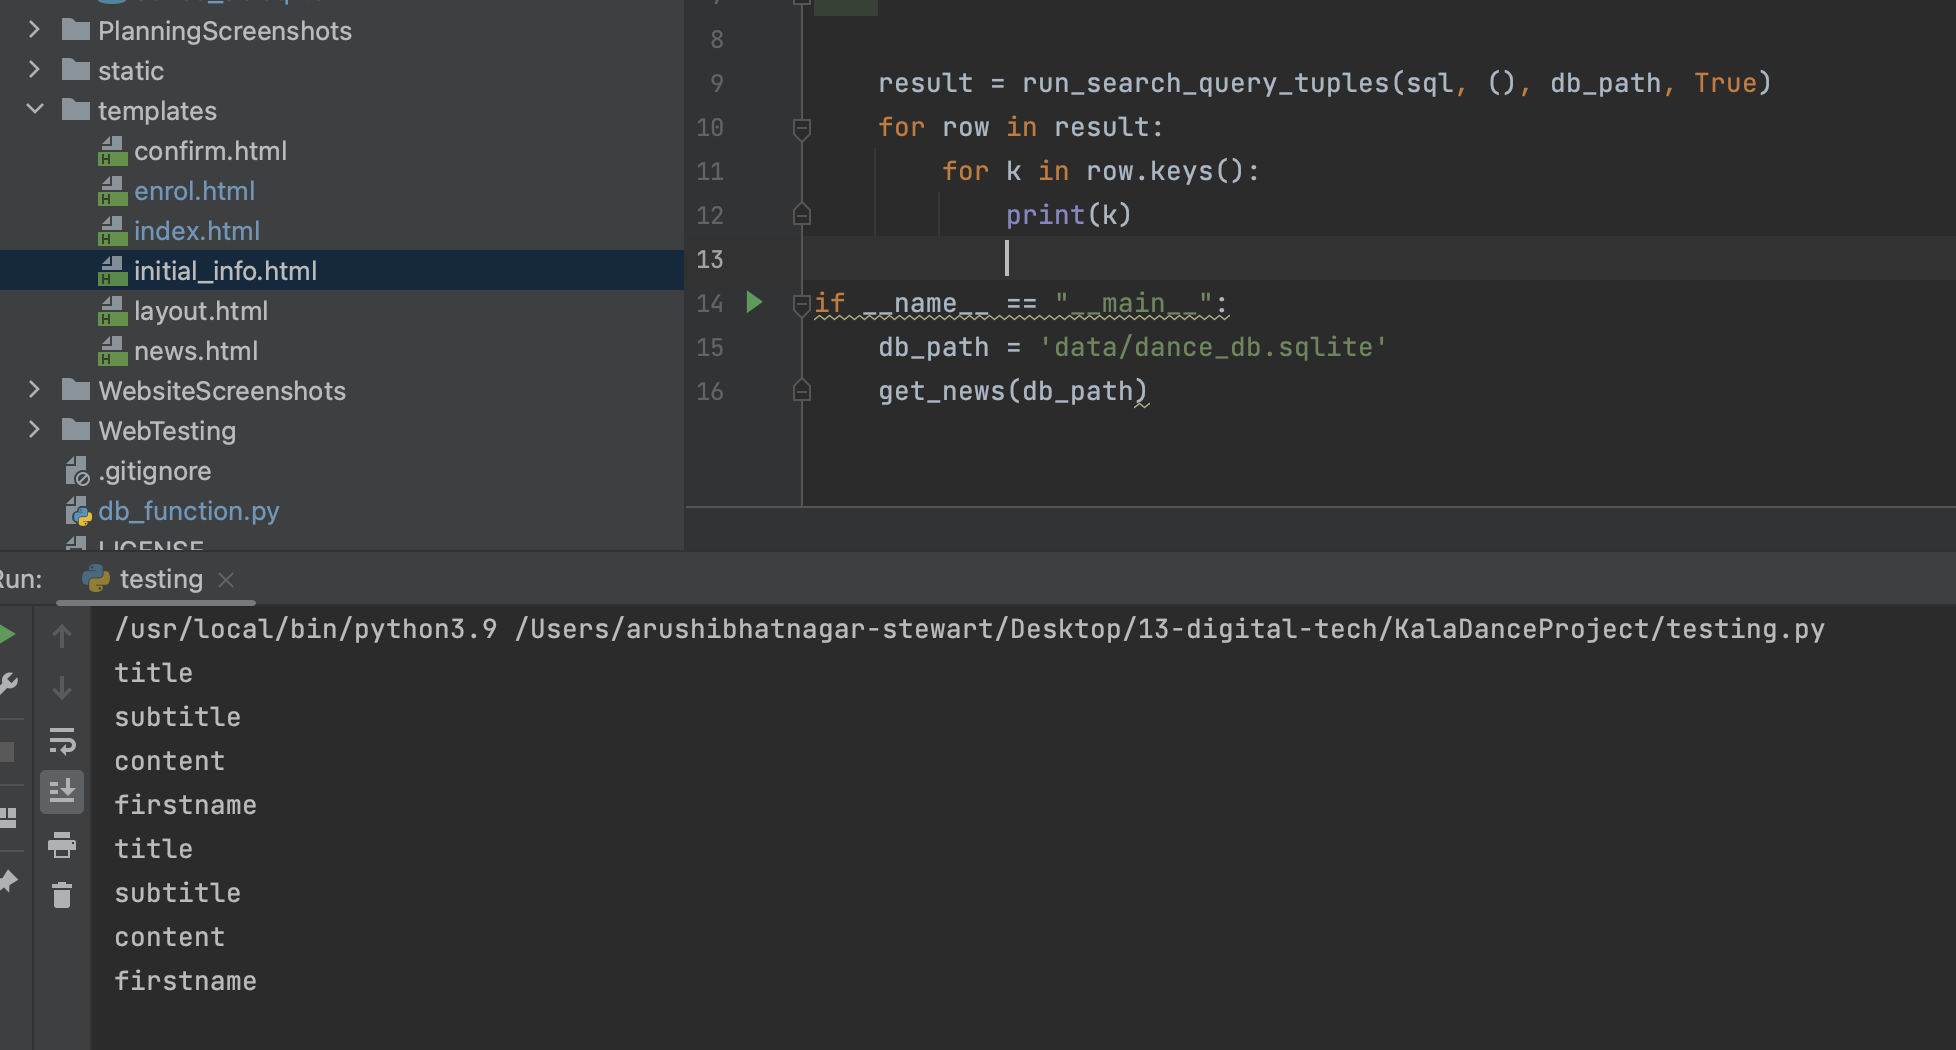 PlanningScreenshots
static
templates
confirm.html
enrol.html
index.html
initial_info.html
layout.html
news.html
WebsiteScreenshots
WebTesting
.gitignore
db_function.py
LICENSE
8
9 result = run_search_query_tuples(sql, (), db_path, True)
10 for row in result:
11 for k in row.keys():
12 print(k)
13
14 if __name__ == "__main__":
15 db_path = 'data/dance_db.sqlite'
16 get_news(db_path)
Run: testing
/usr/local/bin/python3.9 /Users/arushibhatnagar-stewart/Desktop/13-digital-tech/KalaDanceProject/testing.py
title
subtitle
content
firstname
title
subtitle
content
firstname